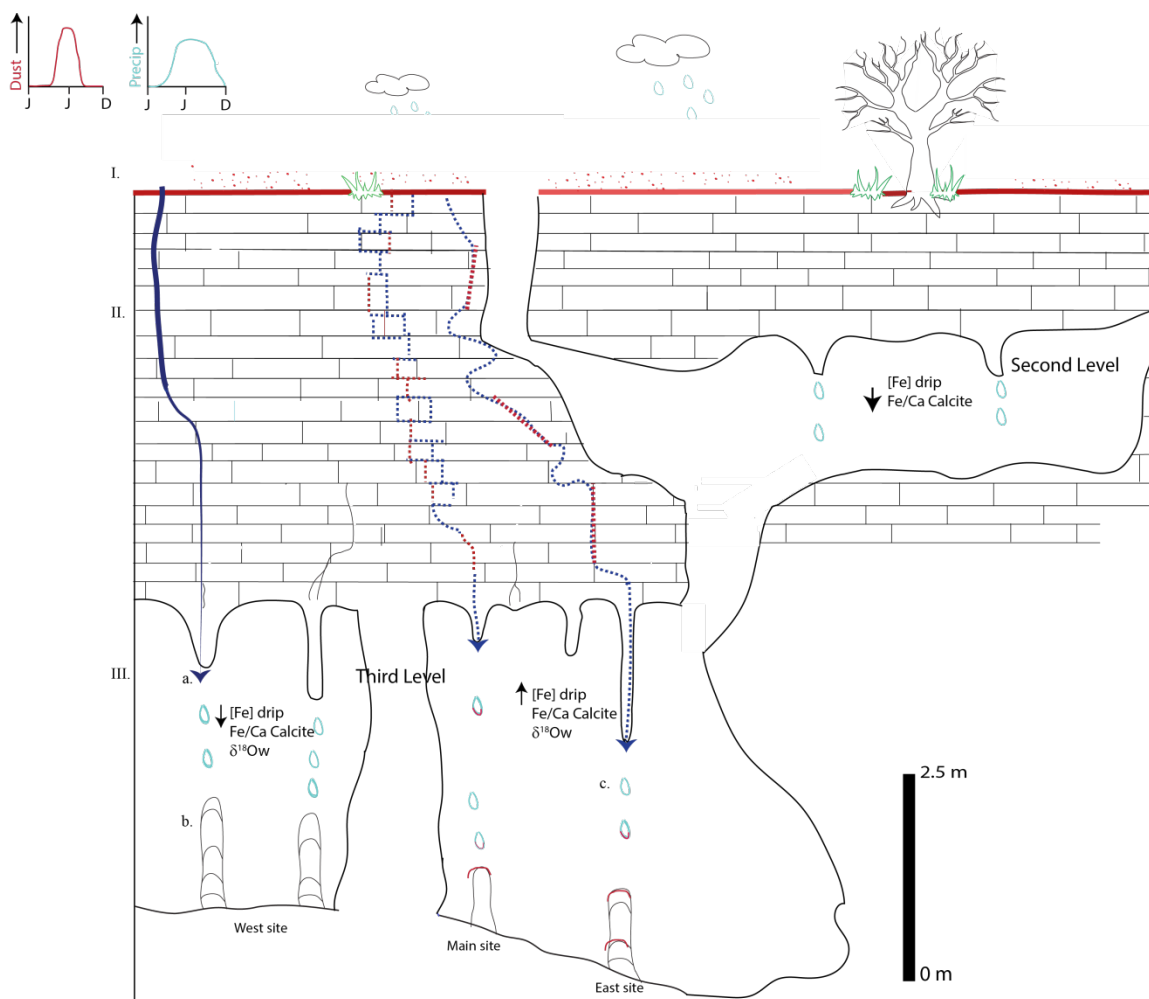 Dust
J
J
D
Precip
J
J
D
I.
II.
Second Level
[Fe] drip
Fe/Ca Calcite
III.
Third Level
a.
[Fe] drip
Fe/Ca Calcite
δ¹⁸Ow
[Fe] drip
Fe/Ca Calcite
δ¹⁸Ow
c.
2.5 m
b.
West site
Main site
0 m
East site